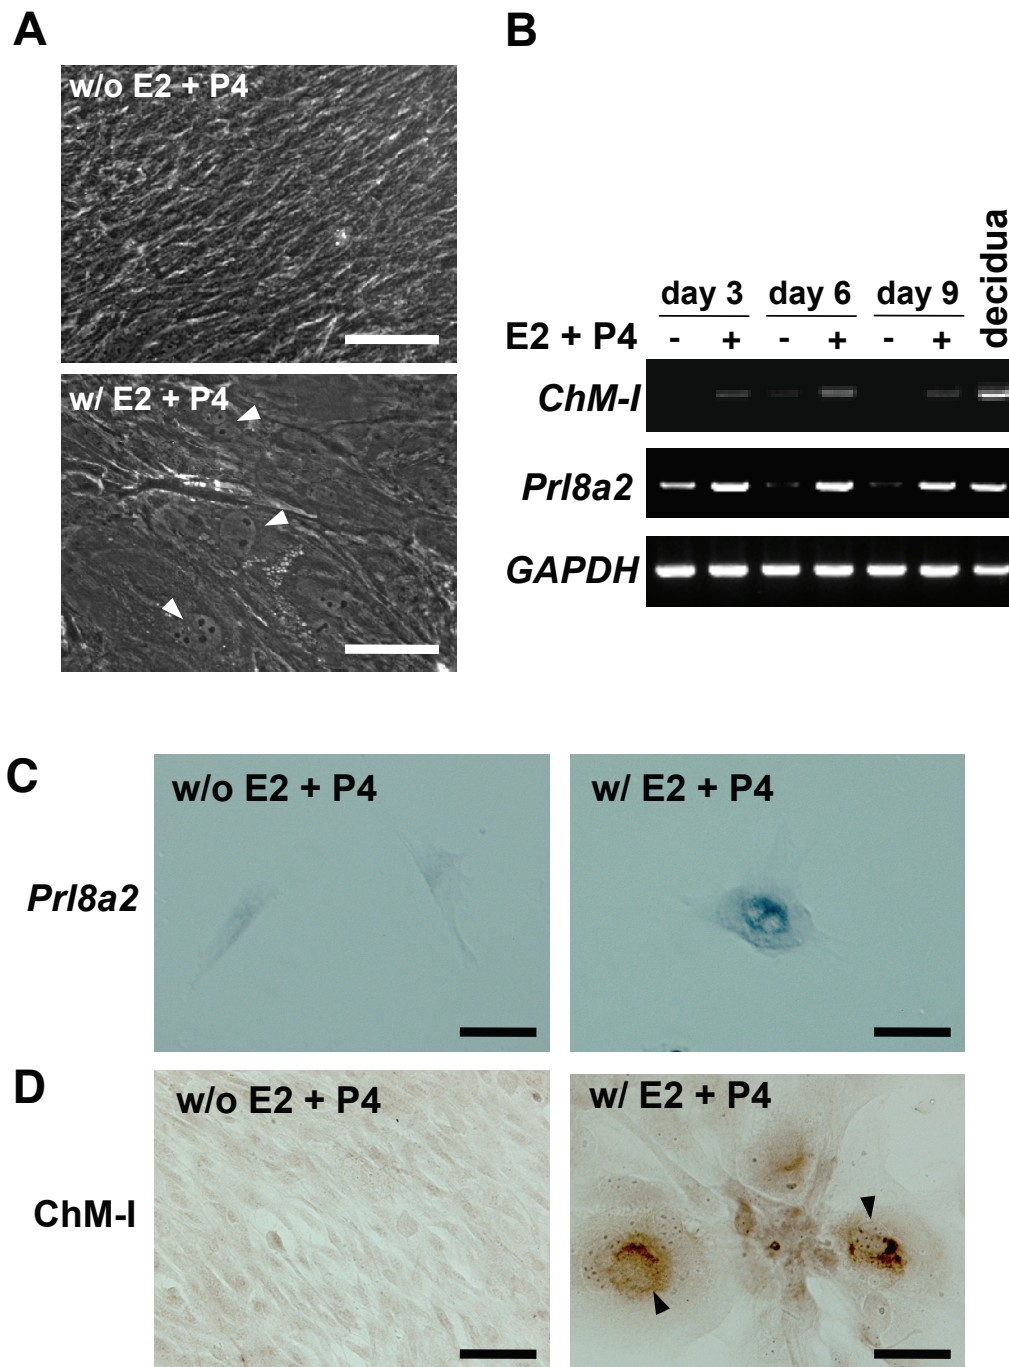 A
w/o E2 + P4
w/ E2 + P4
B
day 3 day 6 day 9 decidua
E2 + P4 - + - + - +
ChM-I
Prl8a2
GAPDH
C
w/o E2 + P4
w/ E2 + P4
Prl8a2
D
w/o E2 + P4
w/ E2 + P4
ChM-I